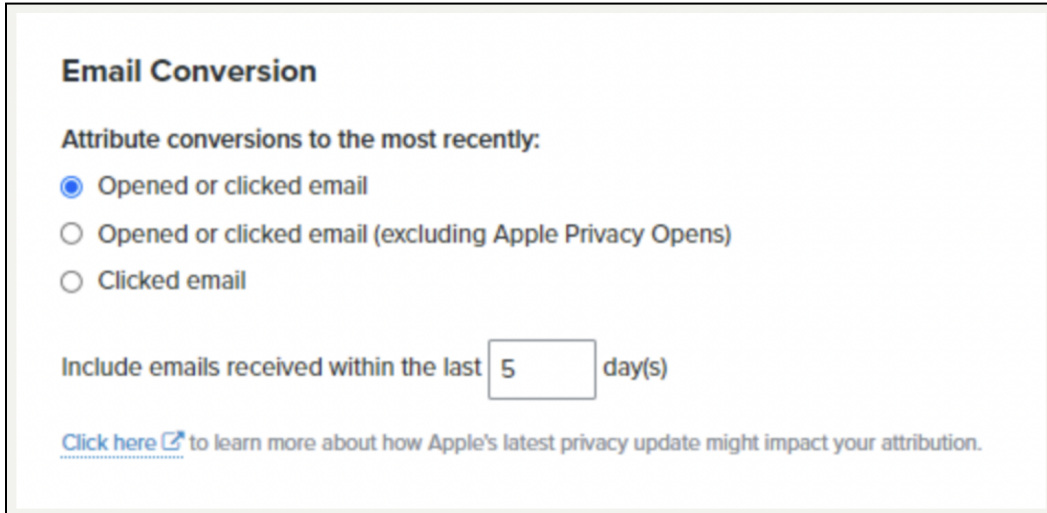 Email Conversion
Attribute conversions to the most recently:
Opened or clicked email
Opened or clicked email (excluding Apple Privacy Opens)
Clicked email
Include emails received within the last 5 day(s)
Click here to learn more about how Apple's latest privacy update might impact your attribution.